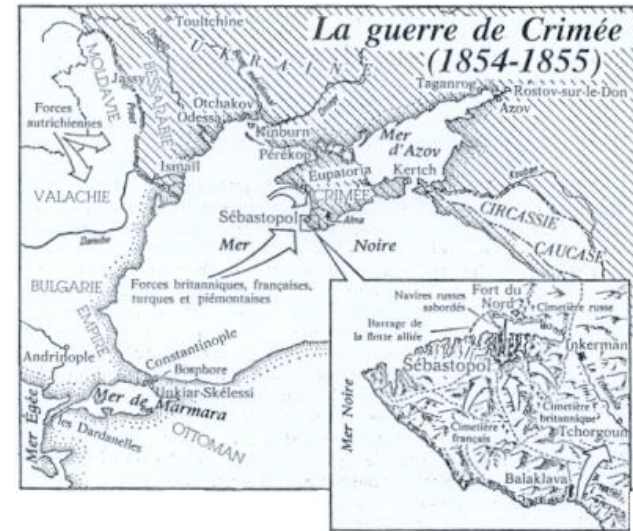 La guerre de Crimée
(1854-1855)
Toultchine
UKRAINE
MOLDAVIE
BESSARABIE
Jassy
Forces
autrichiennes
Otchakov
Odessa
Kinburn
Pérékop
Taganrog
Rostov-sur-le-Don
Azov
Mer
d'Azov
Ismaïl
Eupatoria
Kertch
CRIMÉE
Kouban
VALACHIE
Sébastopol
Alma
CIRCASSIE
CAUCASE
Mer
Noire
Danube
BULGARIE
Forces britanniques, françaises,
turques et piémontaises
EMPIRE
Andrinople
Constantinople
Bosphore
Unkiar-Skélessi
Mer de Marmara
Mer Égée
les Dardanelles
OTTOMAN
Fort du
Nord
Navires russes
sabordés
Cimetière russe
Barrage de
la flotte alliée
Inkerman
Sébastopol
Mer Noire
Cimetière
français
Cimetière
britannique
Tchorgoun
Balaklava